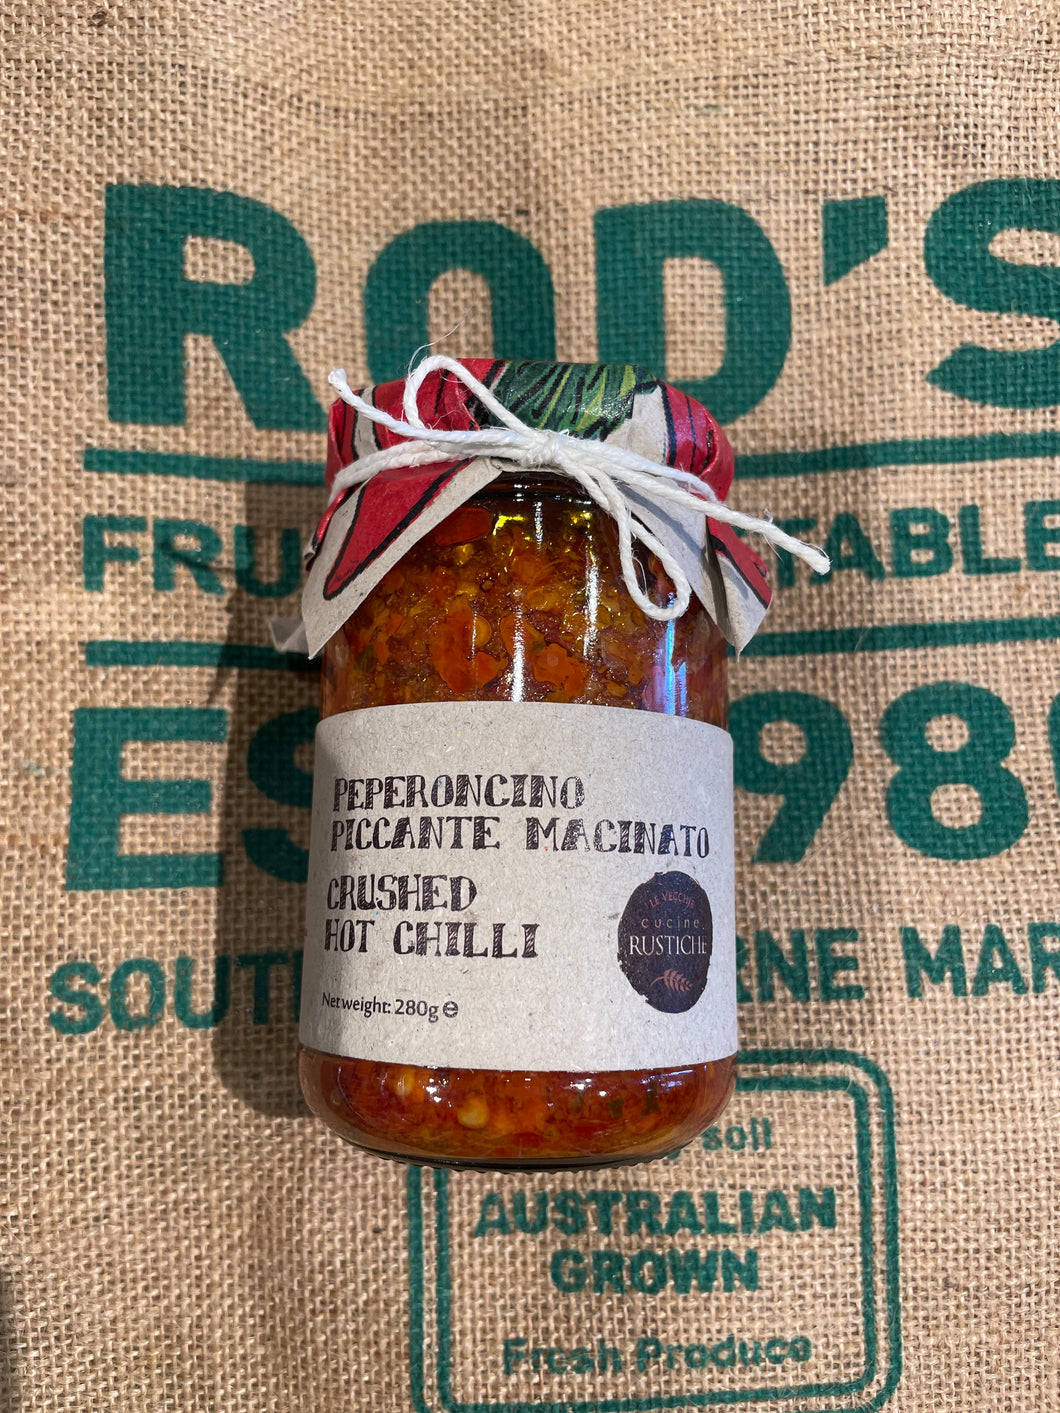 ROD'S
FRU TABLE
ES 98
SOUT RNE MAR
PEPERONCINO
PICCANTE MACINATO
CRUSHED
HOT CHILLI
Net weight: 280g ℮
LE VECCHIE
cucine
RUSTICHE
soil
AUSTRALIAN
GROWN
Fresh Produce